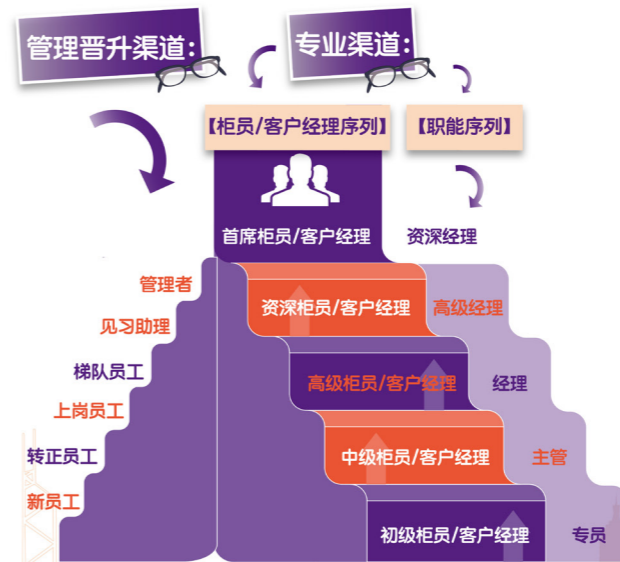 管理晋升渠道：
专业渠道：
【柜员/客户经理序列】
【职能序列】
首席柜员/客户经理
资深经理
管理者
资深柜员/客户经理
高级经理
见习助理
梯队员工
高级柜员/客户经理
经理
上岗员工
转正员工
中级柜员/客户经理
主管
新员工
初级柜员/客户经理
专员